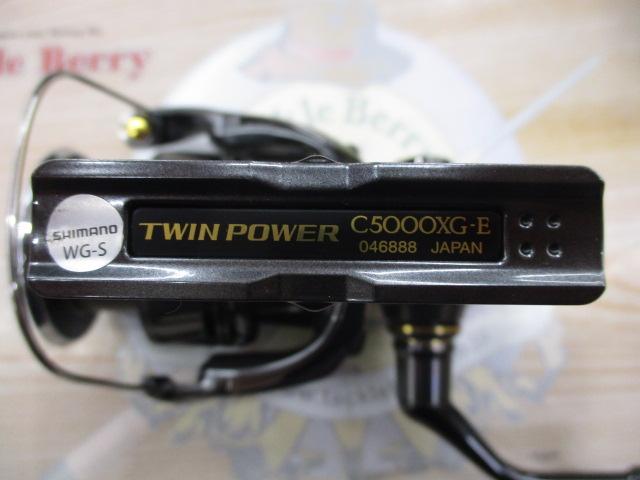 le Berry
le Berry
SHIMANO
WG-S
TWIN POWER
C5000XG-E
046888 JAPAN